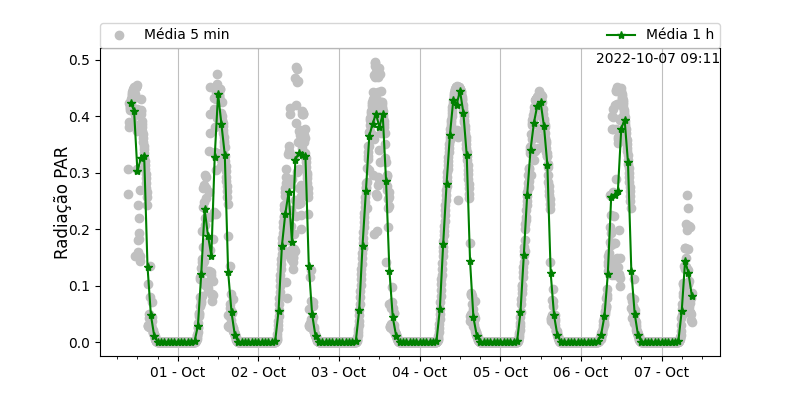 Média 5 min
Média 1 h
2022-10-07 09:11
0.5
0.4
0.3
0.2
0.1
0.0
Radiação PAR
01 - Oct
02 - Oct
03 - Oct
04 - Oct
05 - Oct
06 - Oct
07 - Oct